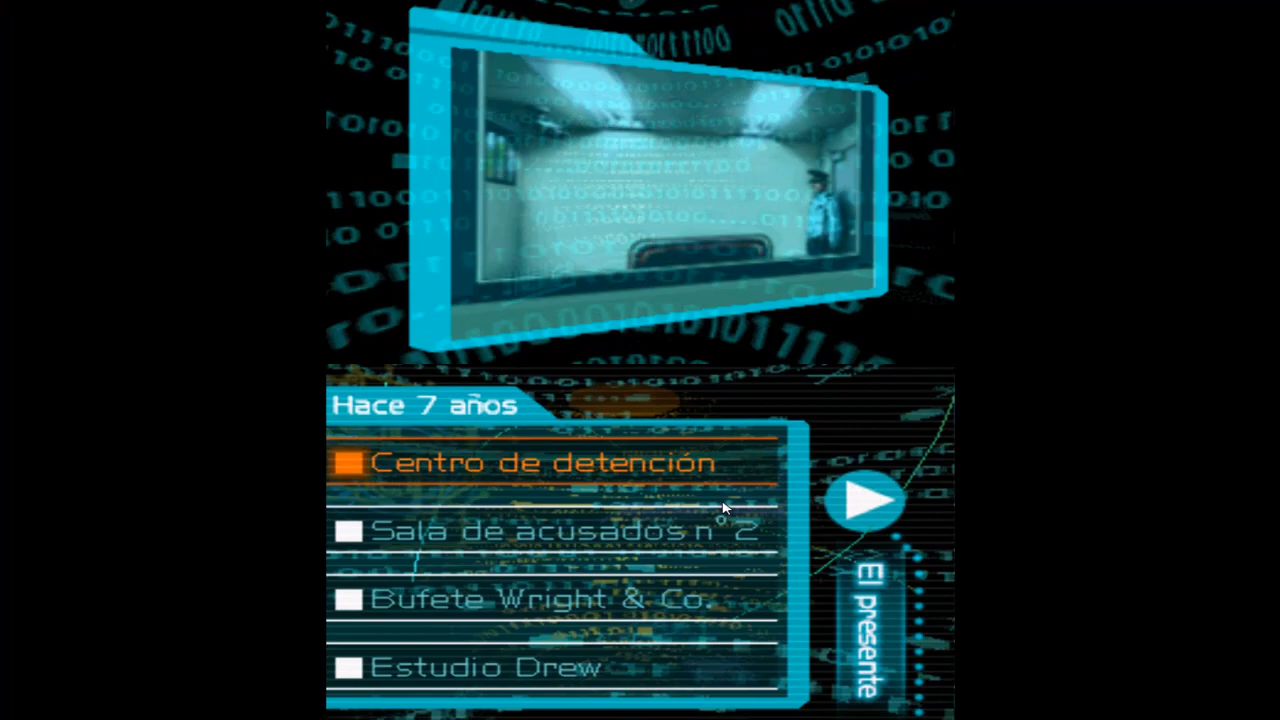 Hace 7 años
Centro de detención
Sala de acusados n° 2
Bufete Wright & Co.
Estudio Drew
El presente